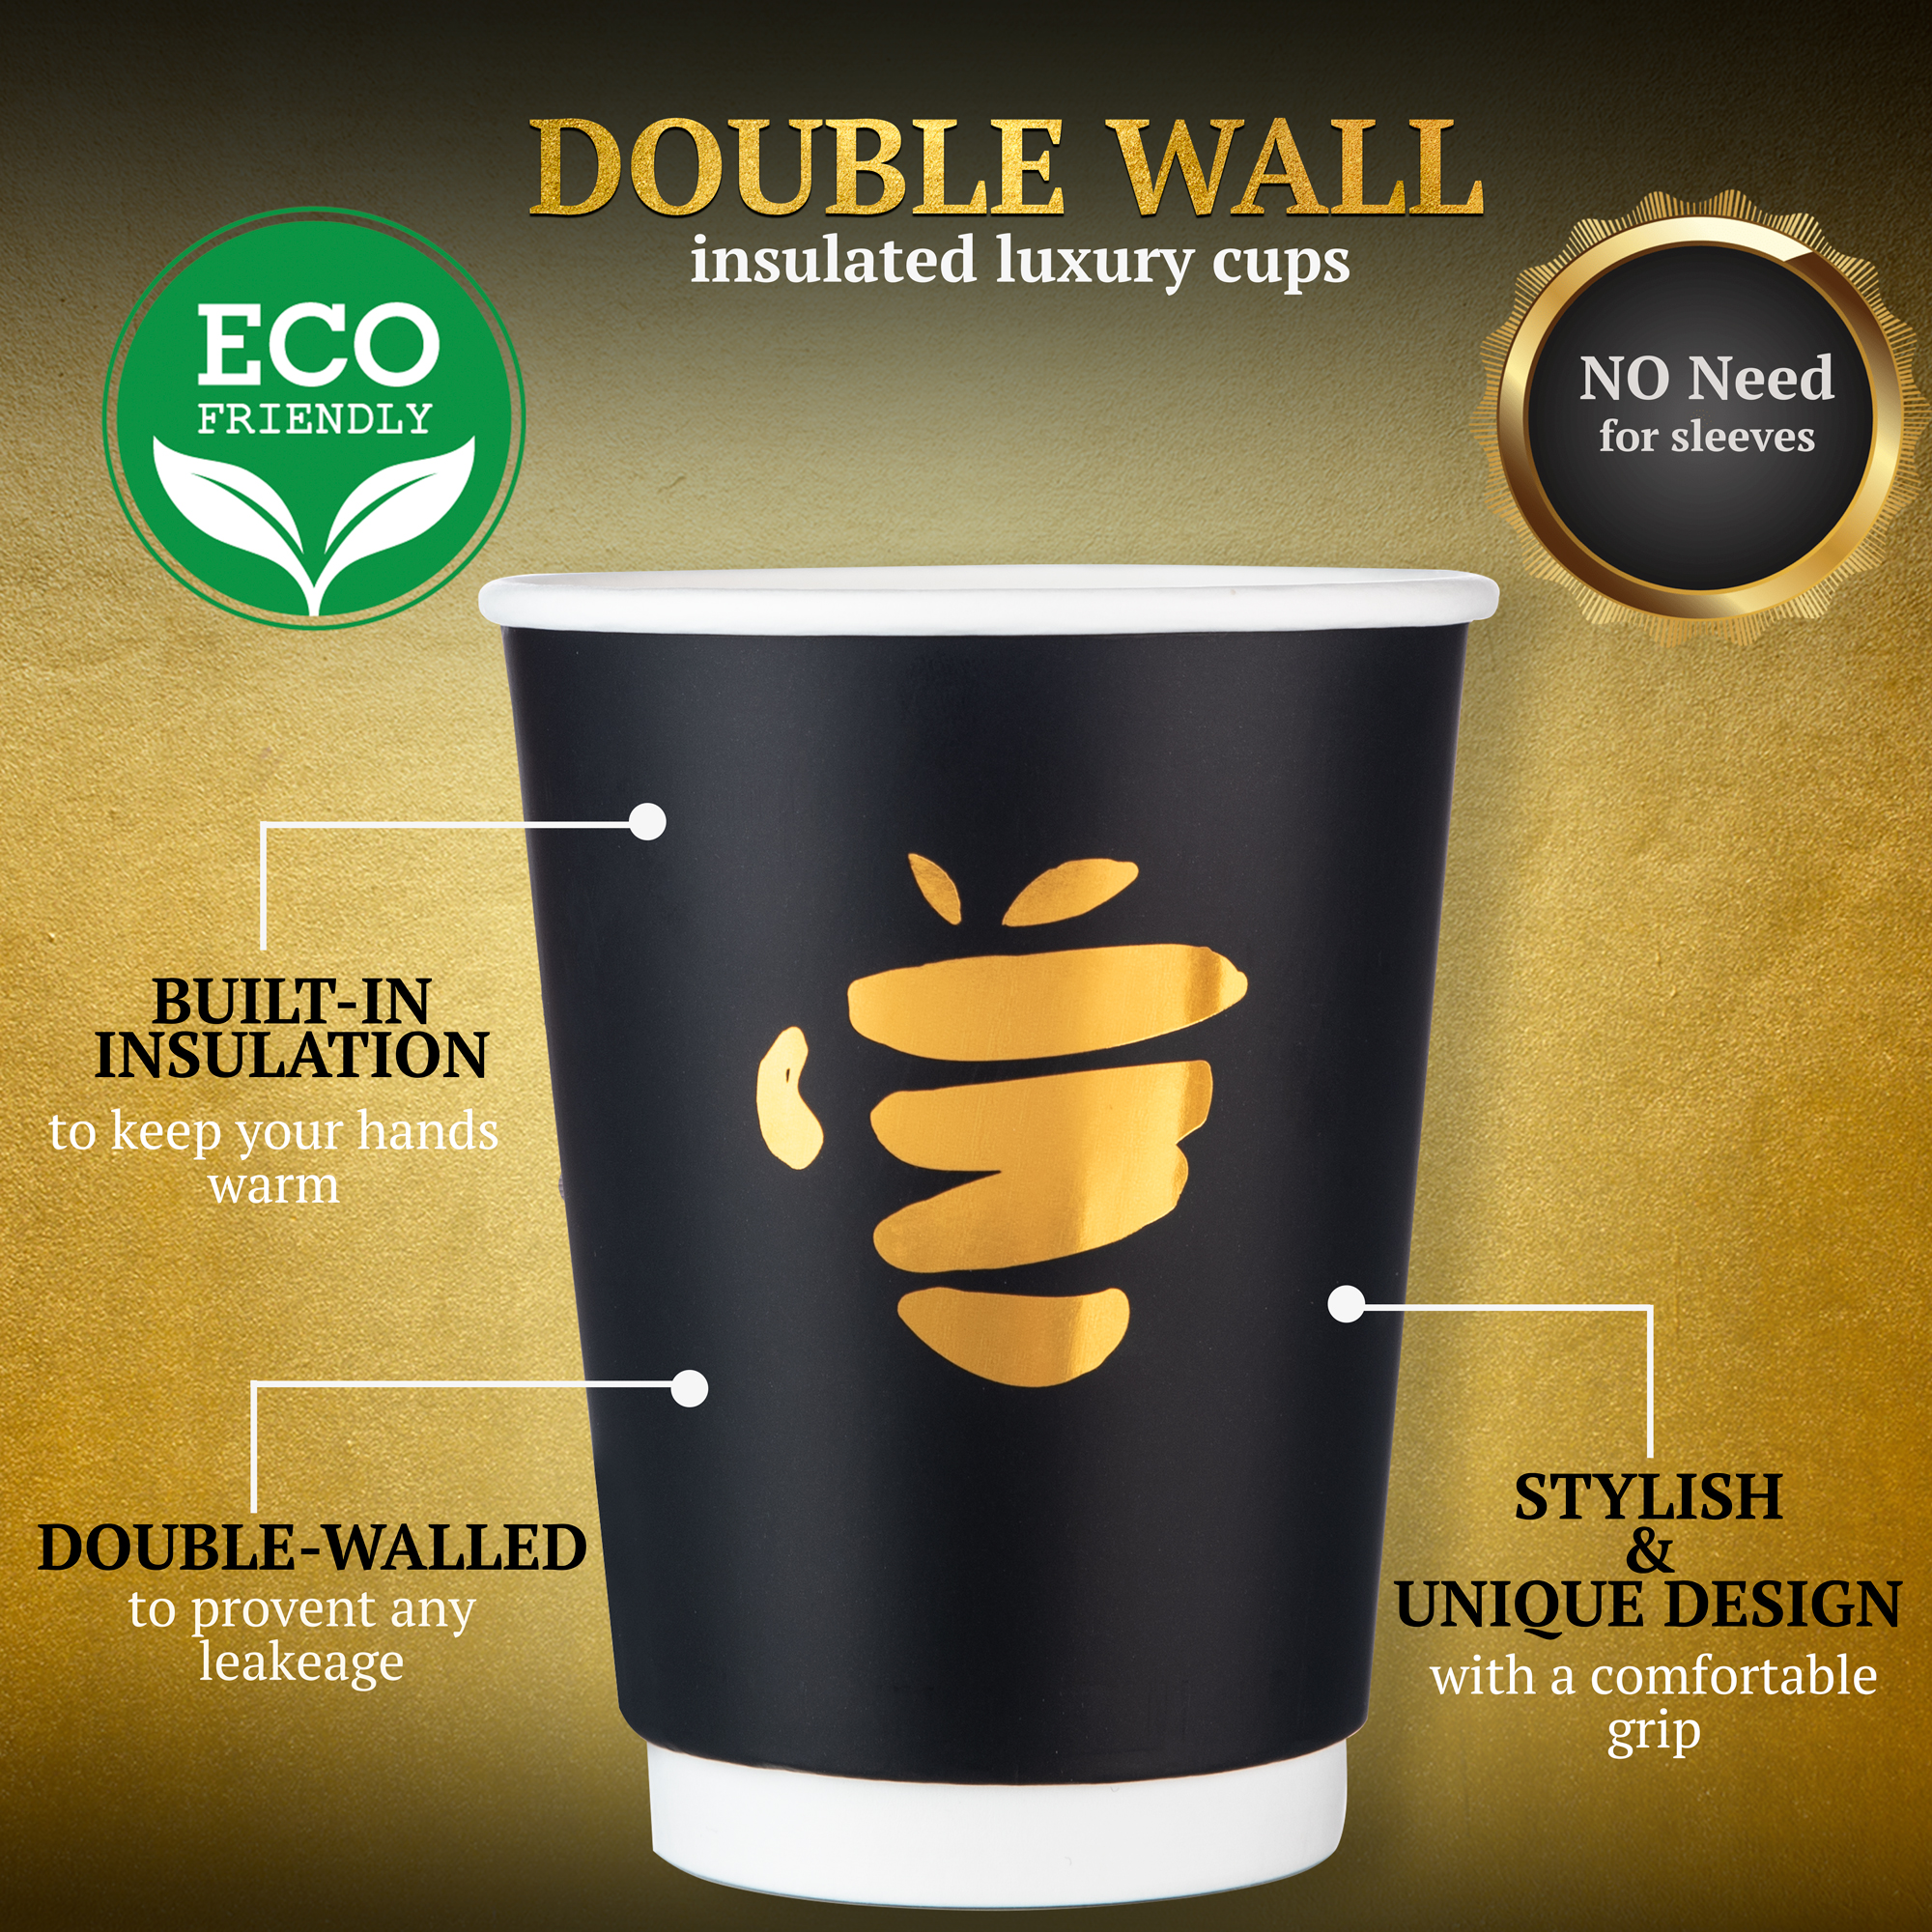 DOUBLE WALL
insulated luxury cups
ECO
FRIENDLY
NO Need
for sleeves
BUILT-IN
INSULATION
to keep your hands
warm
DOUBLE-WALLED
to provent any
leakeage
STYLISH
&
UNIQUE DESIGN
with a comfortable
grip